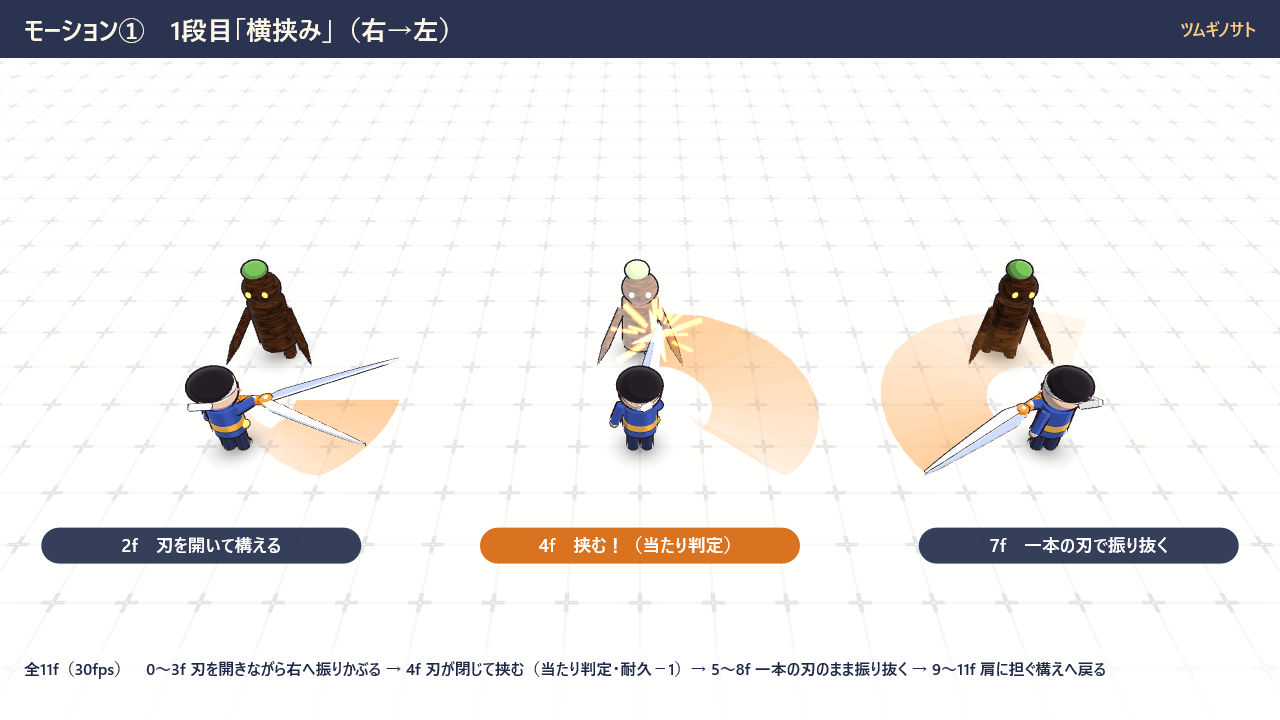 モーション①　1段目「横挟み」（右→左）
ツムギノサト
2f　刃を開いて構える
4f　挟む！（当たり判定）
7f　一本の刃で振り抜く
全11f（30fps）　0～3f 刃を開きながら右へ振りかぶる → 4f 刃が閉じて挟む（当たり判定・耐久－1）→ 5～8f 一本の刃のまま振り抜く → 9～11f 肩に担ぐ構えへ戻る